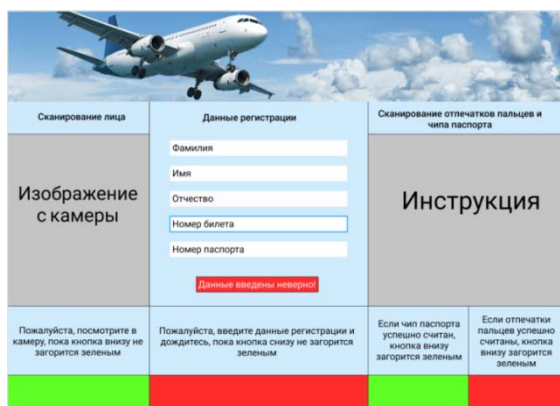 Сканирование лица
Данные регистрации
Сканирование отпечатков пальцев и
чипа паспорта
Изображение
с камеры
Фамилия
Имя
Отчество
Номер билета
Номер паспорта
Данные введены неверно!
Инструкция
Пожалуйста, посмотрите в
камеру, пока кнопка внизу не
загорится зеленым
Пожалуйста, введите данные регистрации и
дождитесь, пока кнопка снизу не загорится
зеленым
Если чип паспорта
успешно считан,
кнопка внизу
загорится зеленым
Если отпечатки
пальцев успешно
считаны, кнопка
внизу загорится
зеленым